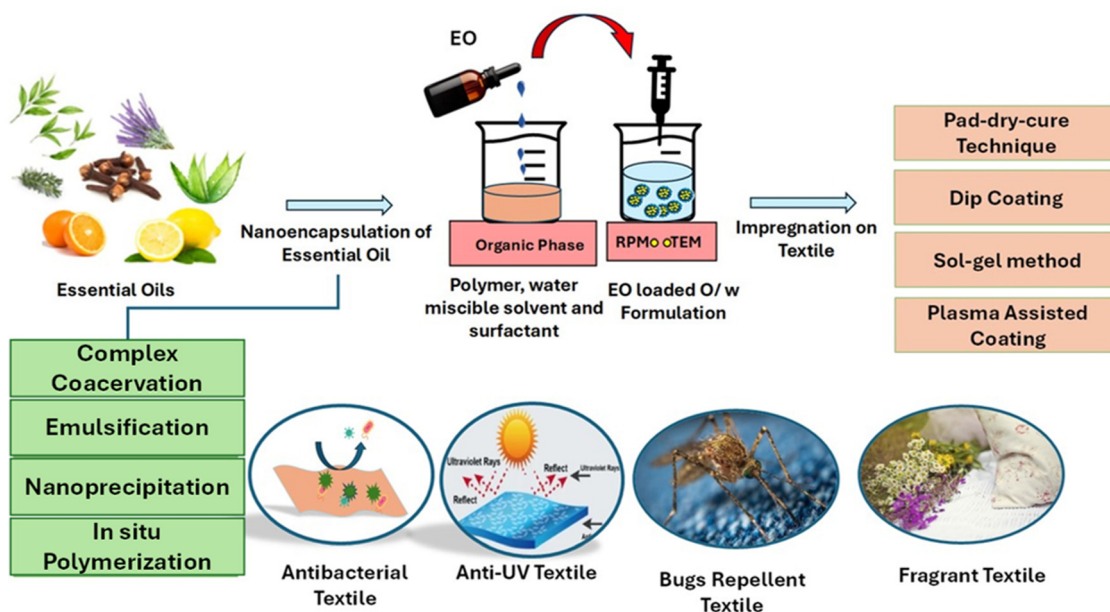 EO
Essential Oils
Nanoencapsulation of
Essential Oil
Organic Phase
Polymer, water
miscible solvent and
surfactant
RPM TEM
EO loaded O/ w
Formulation
Impregnation on
Textile
Pad-dry-cure
Technique
Dip Coating
Sol-gel method
Plasma Assisted
Coating
Complex
Coacervation
Emulsification
Nanoprecipitation
In situ
Polymerization
Antibacterial
Textile
Ultraviolet Rays
Reflect
Ultraviolet Rays
Reflect
Anti-UV Textile
Bugs Repellent
Textile
Fragrant Textile